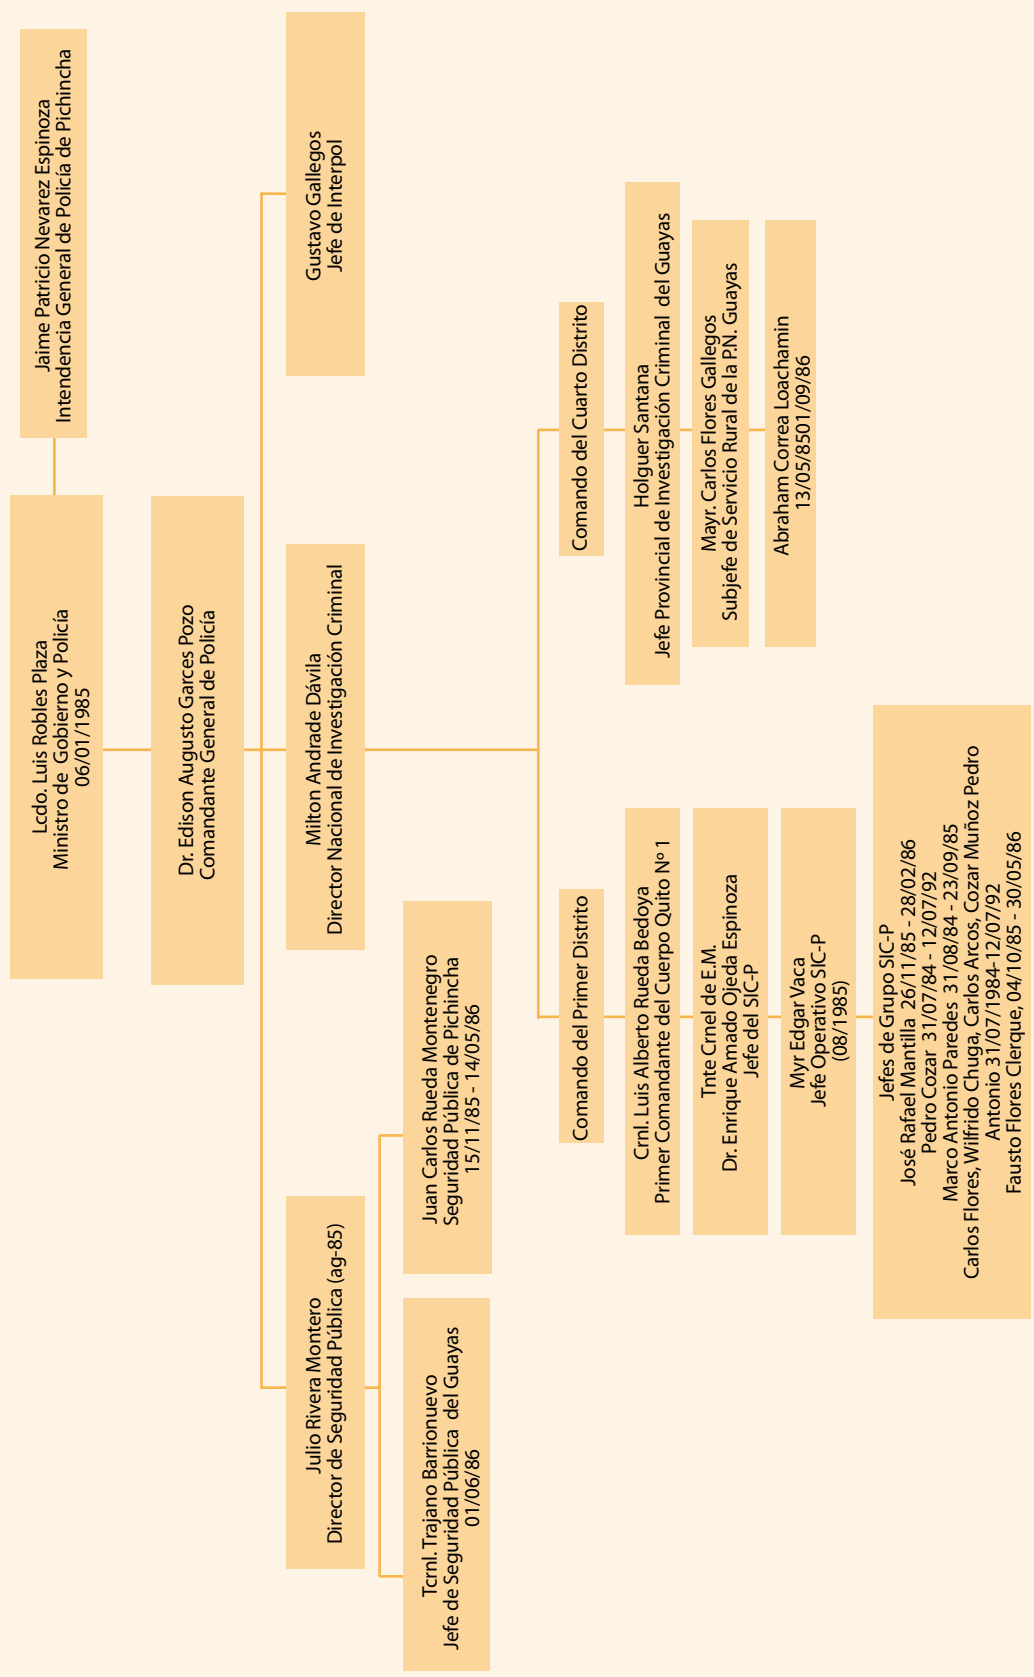 Lcdo. Luis Robles Plaza
Ministro de Gobierno y Policía
06/01/1985
Jaime Patricio Nevarez Espinoza
Intendencia General de Policía de Pichincha
Dr. Edison Augusto Garces Pozo
Comandante General de Policía
Julio Rivera Montero
Director de Seguridad Pública (ag-85)
Milton Andrade Dávila
Director Nacional de Investigación Criminal
Gustavo Gallegos
Jefe de Interpol
Tcrnl. Trajano Barrionuevo
Jefe de Seguridad Pública del Guayas
01/06/86
Juan Carlos Rueda Montenegro
Seguridad Pública de Pichincha
15/11/85 - 14/05/86
Comando del Primer Distrito
Crnl. Luis Alberto Rueda Bedoya
Primer Comandante del Cuerpo Quito Nº 1
Tnte Crnel de E.M.
Dr. Enrique Amado Ojeda Espinoza
Jefe del SIC-P
Myr Edgar Vaca
Jefe Operativo SIC-P
(08/1985)
Jefes de Grupo SIC-P
José Rafael Mantilla 26/11/85 - 28/02/86
Pedro Cozar 31/07/84 - 12/07/92
Marco Antonio Paredes 31/08/84 - 23/09/85
Carlos Flores, Wilfrido Chuga, Carlos Arcos, Cozar Muñoz Pedro
Antonio 31/07/1984-12/07/92
Fausto Flores Clerque, 04/10/85 - 30/05/86
Comando del Cuarto Distrito
Holguer Santana
Jefe Provincial de Investigación Criminal del Guayas
Mayr. Carlos Flores Gallegos
Subjefe de Servicio Rural de la P.N. Guayas
Abraham Correa Loachamin
13/05/8501/09/86